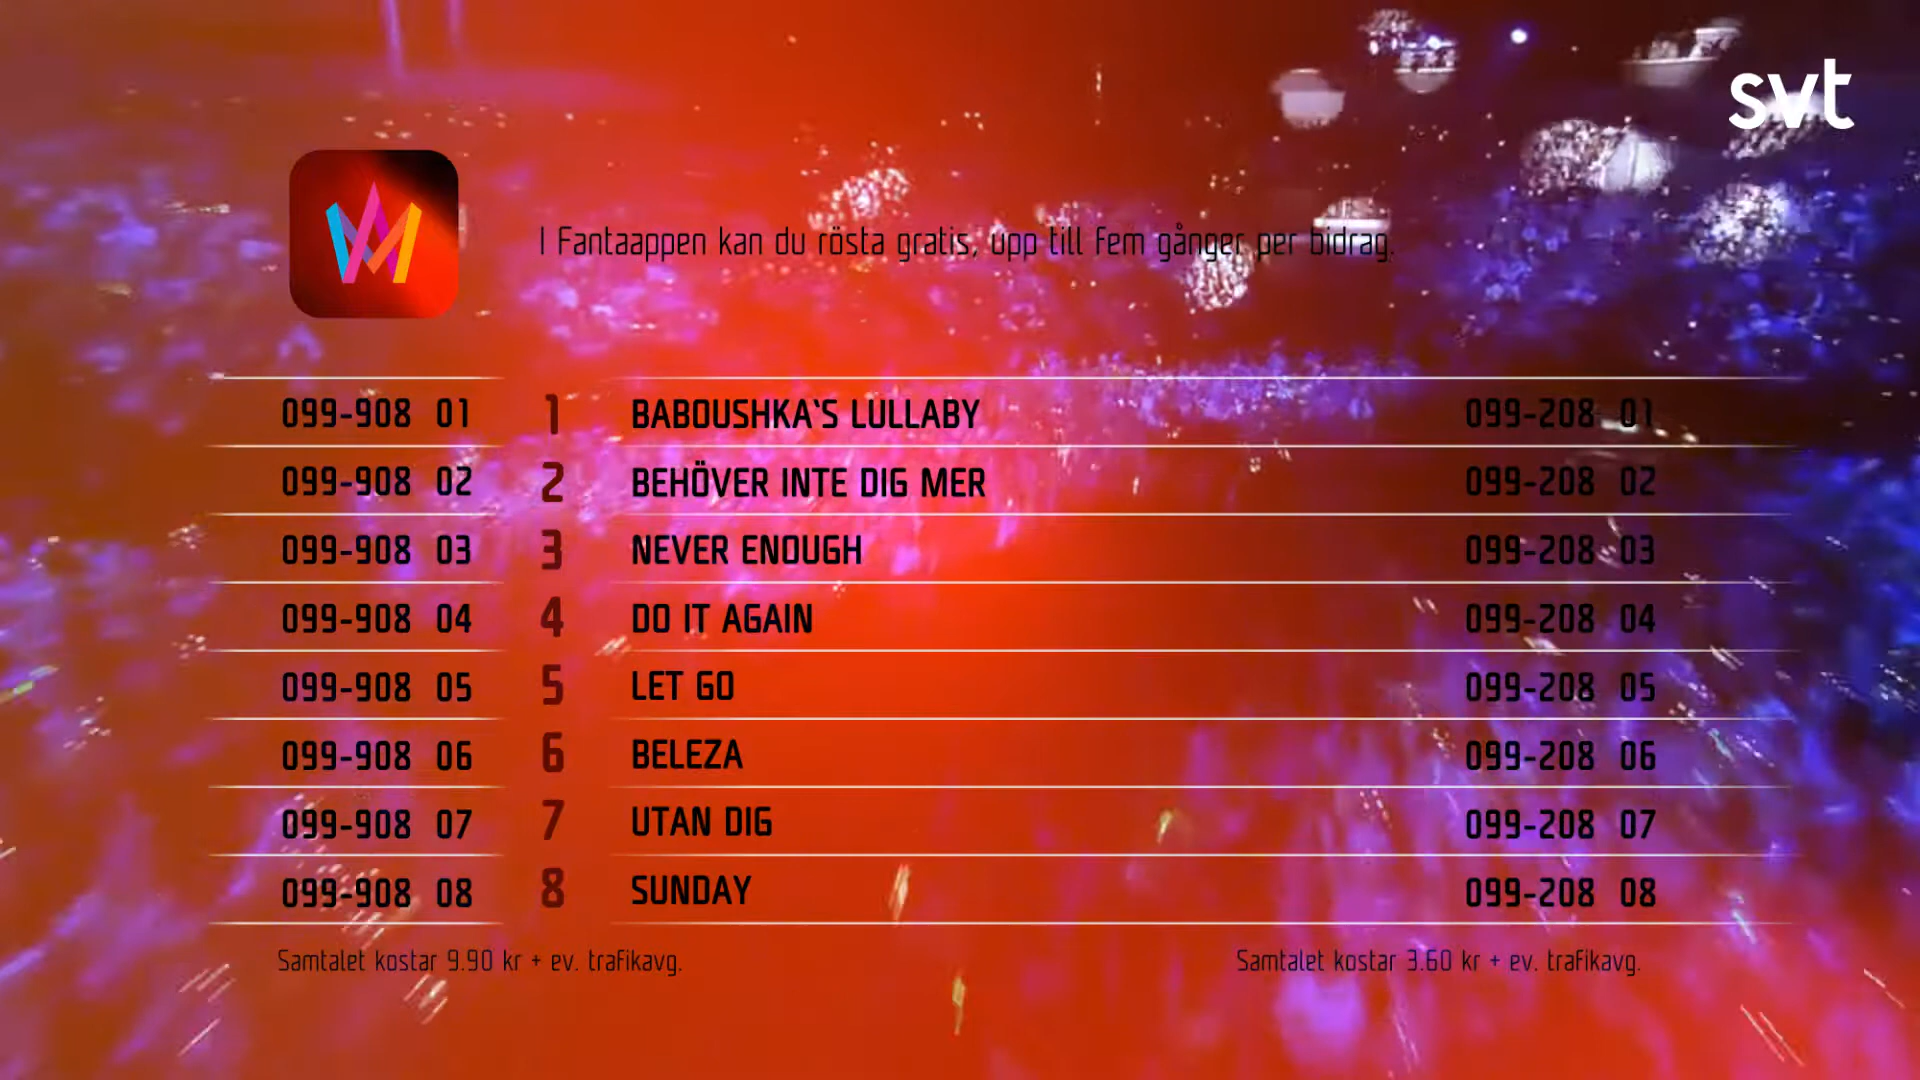 svt
I Fantaappen kan du rösta gratis, upp till fem gånger per bidrag.
099-908 01 1 BABOUSHKA`S LULLABY 099-208 01
099-908 02 2 BEHÖVER INTE DIG MER 099-208 02
099-908 03 3 NEVER ENOUGH 099-208 03
099-908 04 4 DO IT AGAIN 099-208 04
099-908 05 5 LET GO 099-208 05
099-908 06 6 BELEZA 099-208 06
099-908 07 7 UTAN DIG 099-208 07
099-908 08 8 SUNDAY 099-208 08
Samtalet kostar 9.90 kr + ev. trafikavg. Samtalet kostar 3.60 kr + ev. trafikavg.